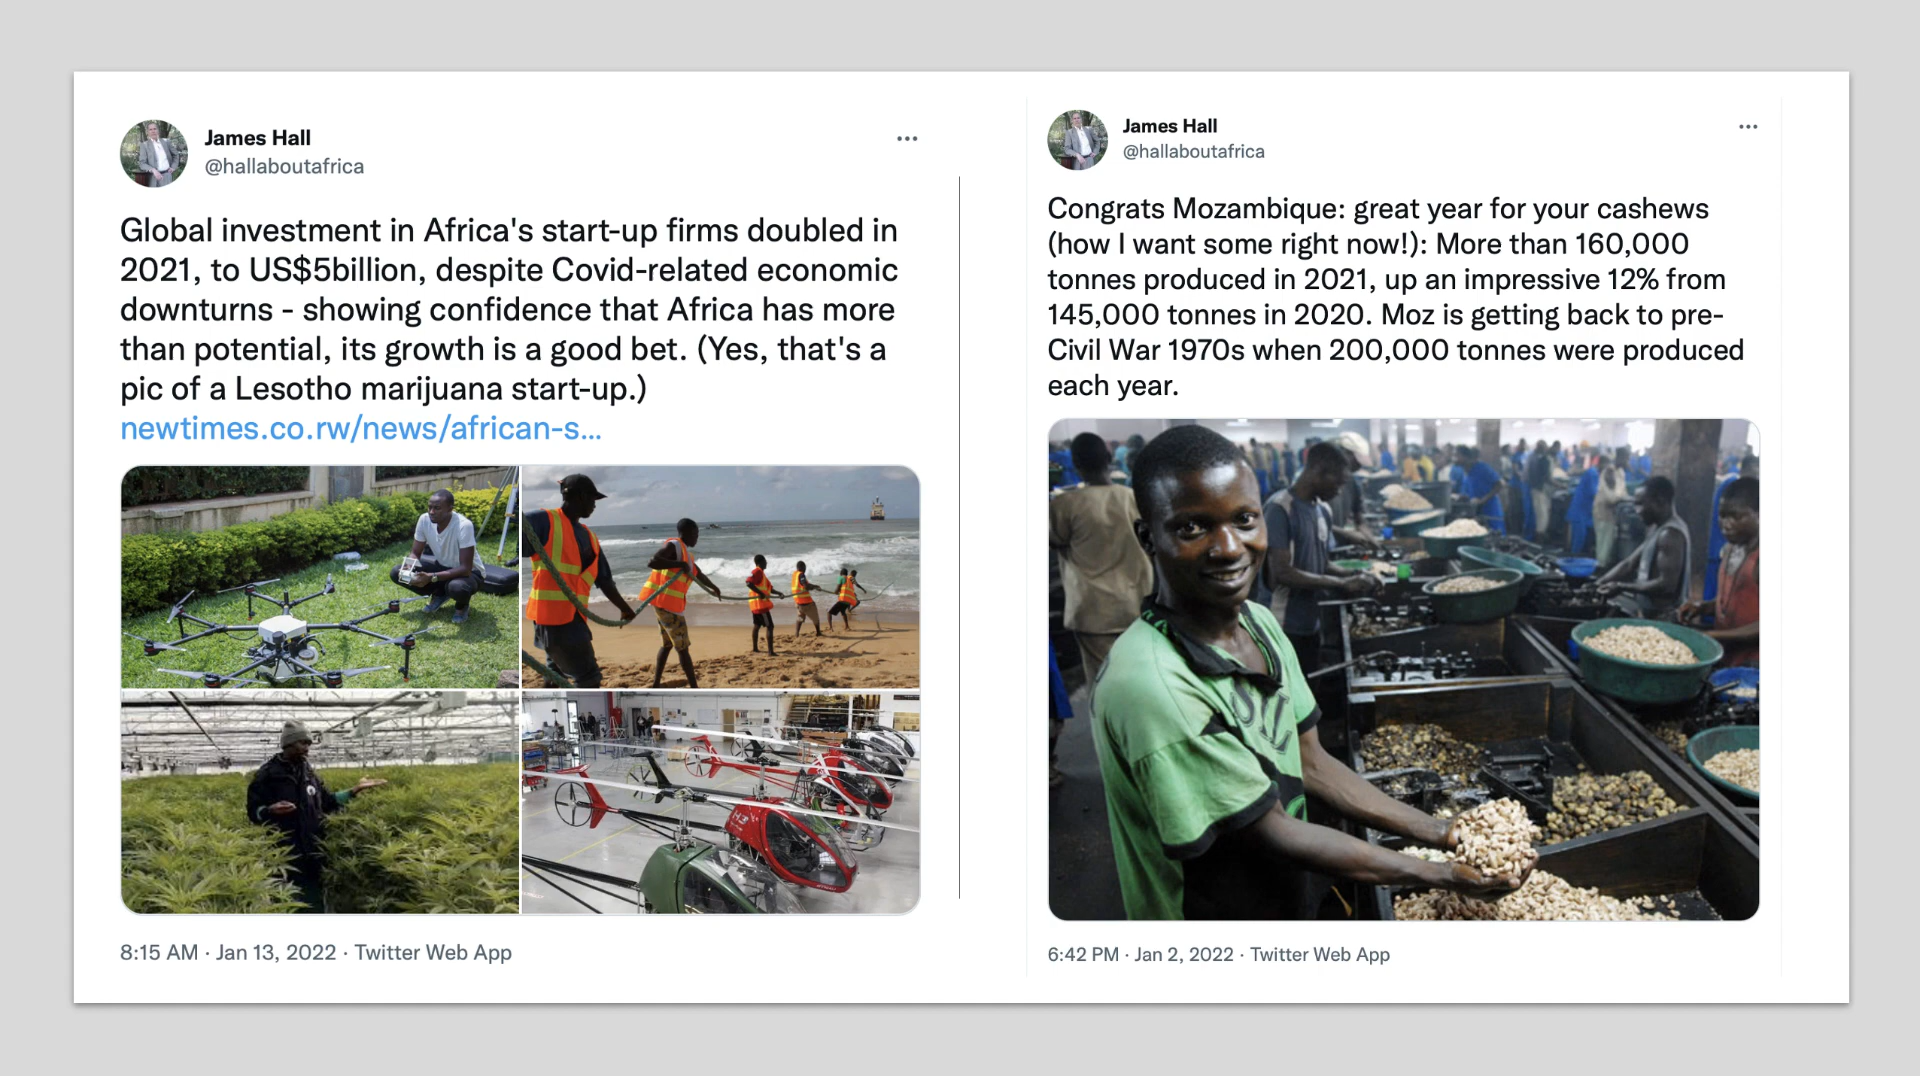 James Hall
@hallaboutafrica
Global investment in Africa's start-up firms doubled in
2021, to US$5billion, despite Covid-related economic
downturns - showing confidence that Africa has more
than potential, its growth is a good bet. (Yes, that's a
pic of a Lesotho marijuana start-up.)
newtimes.co.rw/news/african-s...
8:15 AM · Jan 13, 2022 · Twitter Web App
James Hall
@hallaboutafrica
Congrats Mozambique: great year for your cashews
(how I want some right now!): More than 160,000
tonnes produced in 2021, up an impressive 12% from
145,000 tonnes in 2020. Moz is getting back to pre-
Civil War 1970s when 200,000 tonnes were produced
each year.
6:42 PM · Jan 2, 2022 · Twitter Web App